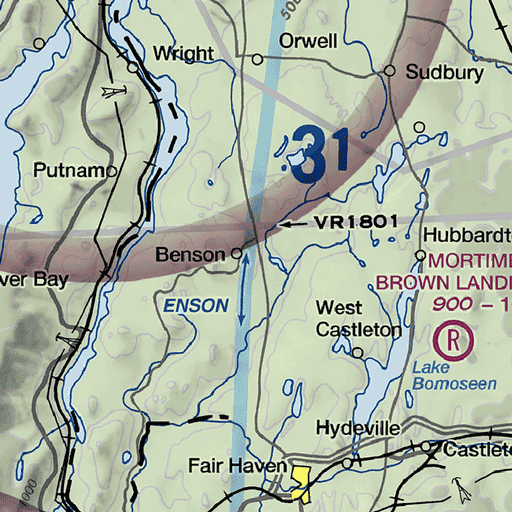 500
Orwell
Wright
Sudbury
31
Putnam
VR1801
Benson
Hubbardt
MORTIME
BROWN LANDI
900 - 1
ver Bay
ENSON
West
Castleton
R
Lake
Bomoseen
Hydeville
Castlet
Fair Haven
1000